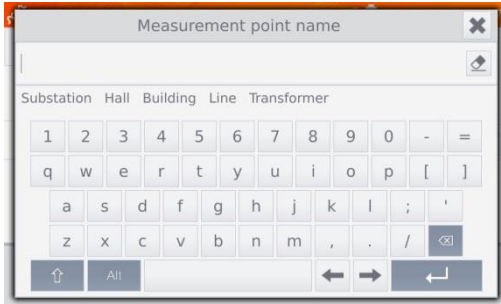 Measurement point name
Substation Hall Building Line Transformer
1 2 3 4 5 6 7 8 9 0 - =
q w e r t y u i o p [ ]
a s d f g h j k l ; '
z x c v b n m , . /
Alt